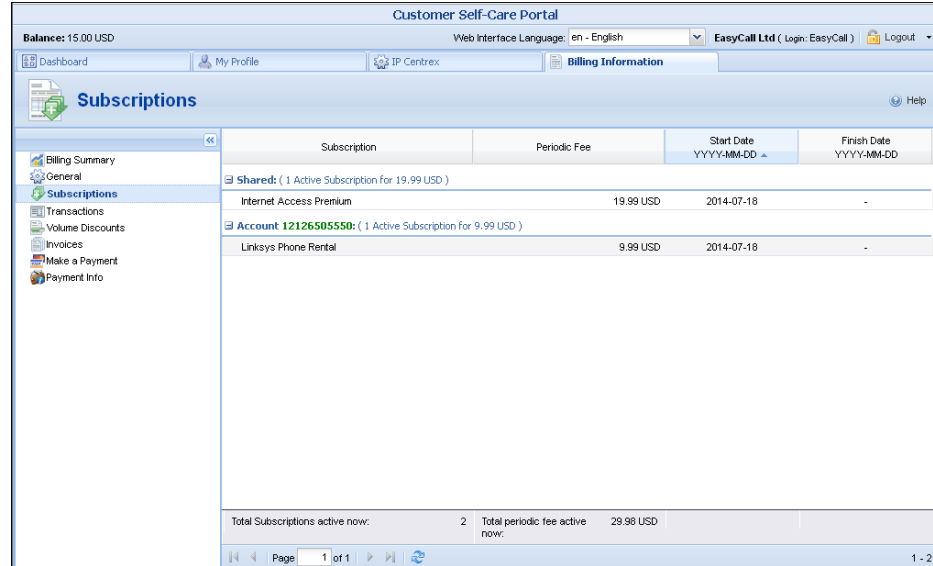 Customer Self-Care Portal
Balance: 15.00 USD
Web Interface Language: en - English
EasyCall Ltd ( Login: EasyCall )
Logout
Dashboard
My Profile
IP Centrex
Billing Information
Subscriptions
Help
Billing Summary
General
Subscriptions
Transactions
Volume Discounts
Invoices
Make a Payment
Payment Info
Subscription
Periodic Fee
Start Date
YYYY-MM-DD
Finish Date
YYYY-MM-DD
Shared: ( 1 Active Subscription for 19.99 USD )
Internet Access Premium 19.99 USD 2014-07-18 -
Account 12126505550: ( 1 Active Subscription for 9.99 USD )
Linksys Phone Rental 9.99 USD 2014-07-18 -
Total Subscriptions active now: 2
Total periodic fee active
now:
29.98 USD
Page 1 of 1
1 - 2